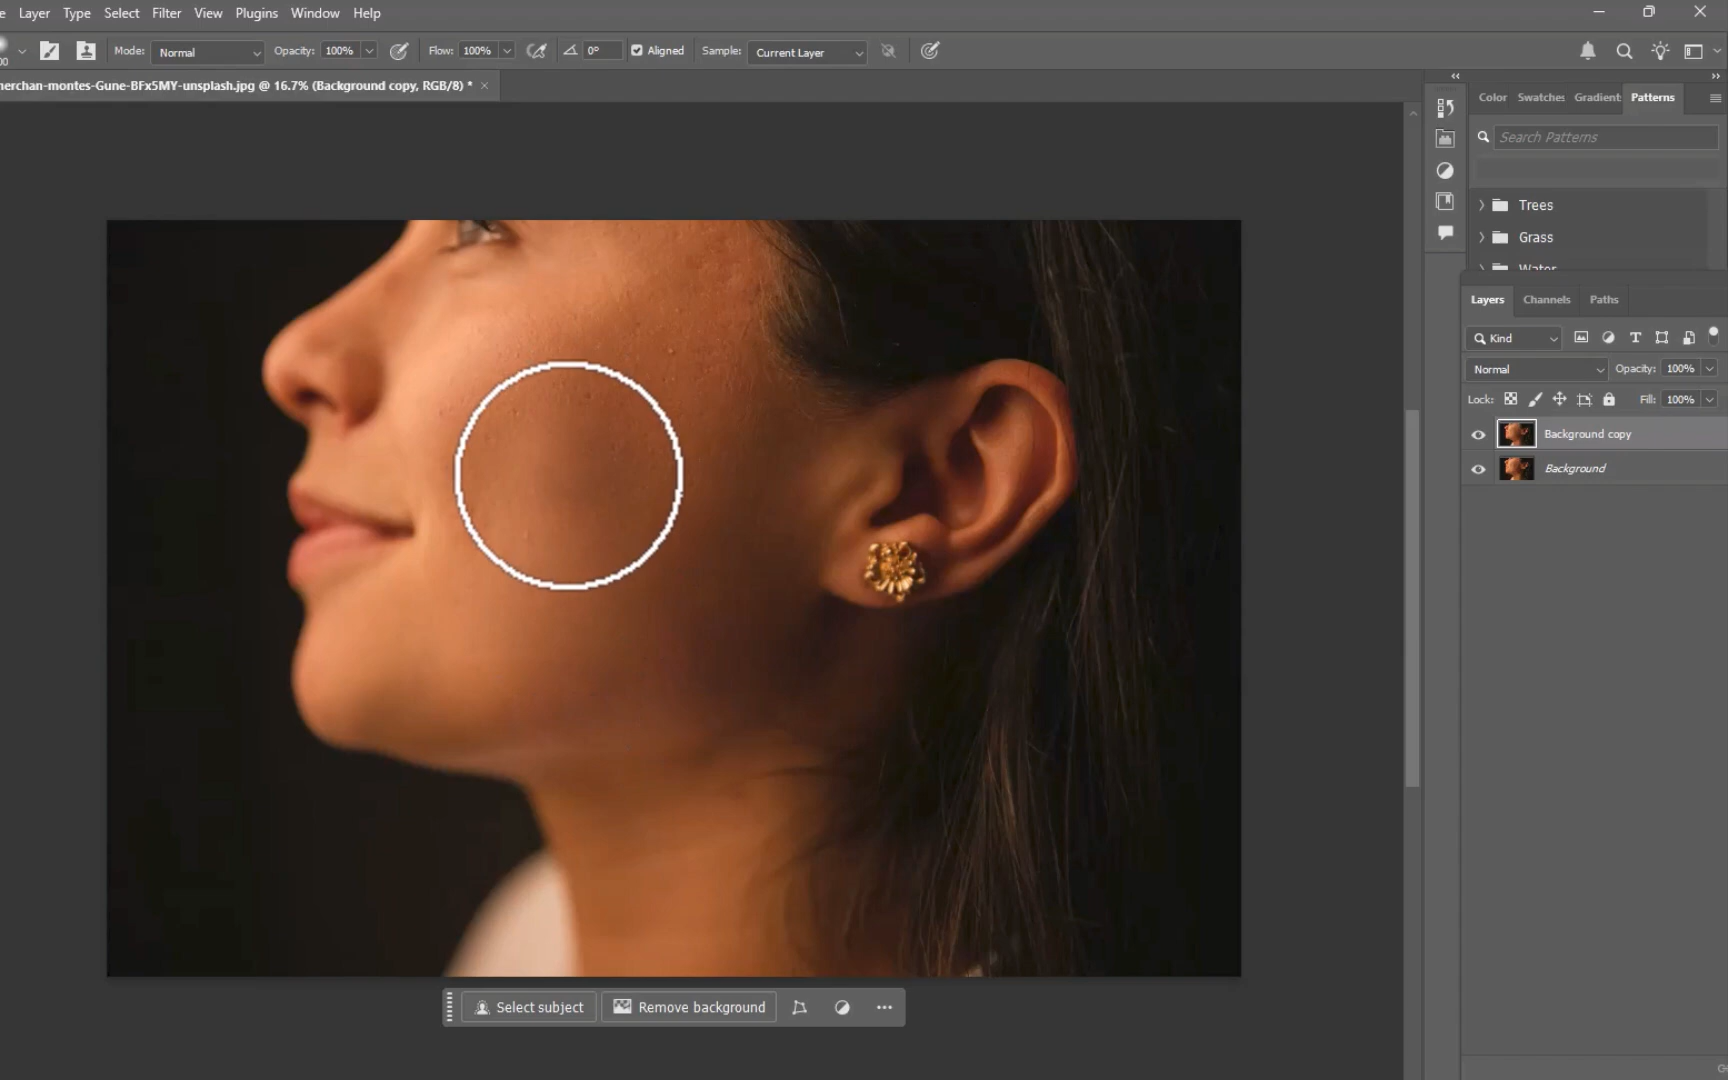 Layer Type Select Filter View Plugins Window Help
Mode: Normal Opacity: 100% Flow: 100% 0° Aligned Sample: Current Layer
merchan-montes-Gune-BFx5MY-unsplash.jpg @ 16.7% (Background copy, RGB/8) *
Color Swatches Gradient Patterns
Search Patterns
Trees
Grass
Water
Layers Channels Paths
Kind
Normal Opacity: 100%
Lock: Fill: 100%
Background copy
Background
Select subject Remove background